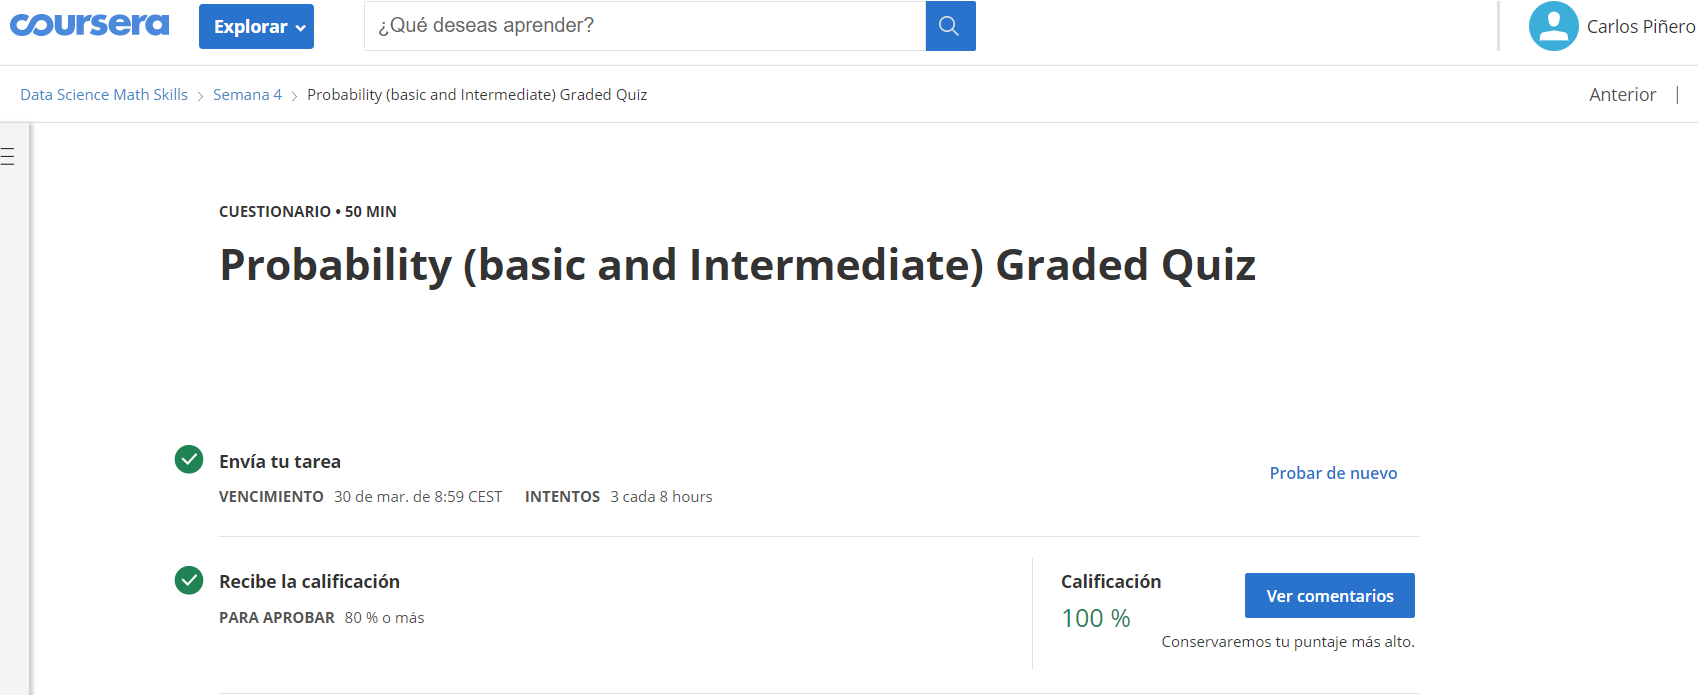 coursera Explorar ¿Qué deseas aprender? Carlos Piñero
Data Science Math Skills > Semana 4 > Probability (basic and Intermediate) Graded Quiz Anterior |
CUESTIONARIO • 50 MIN
Probability (basic and Intermediate) Graded Quiz
Envía tu tarea
Probar de nuevo
VENCIMIENTO 30 de mar. de 8:59 CEST INTENTOS 3 cada 8 hours
Recibe la calificación
PARA APROBAR 80 % o más
Calificación
100 %
Ver comentarios
Conservaremos tu puntaje más alto.